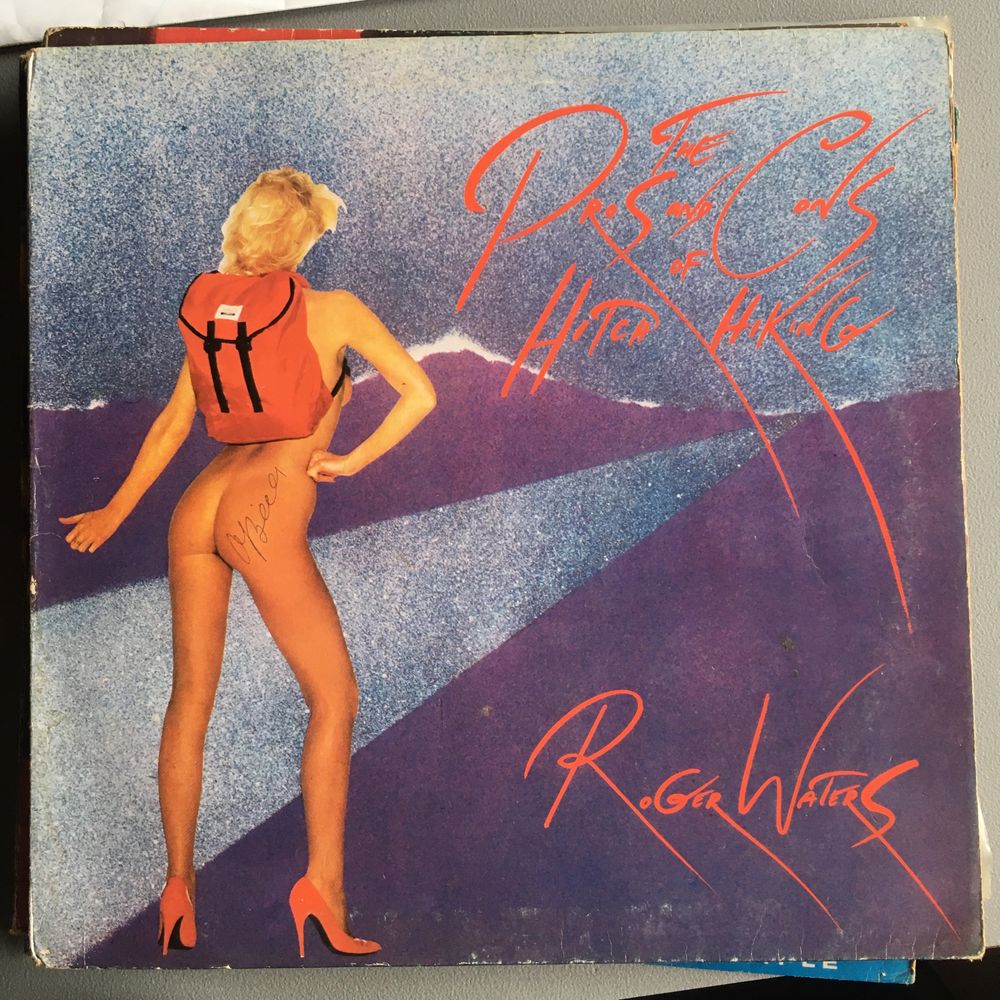 The
Pros and Cons
of
Hitch Hiking
Roger Waters